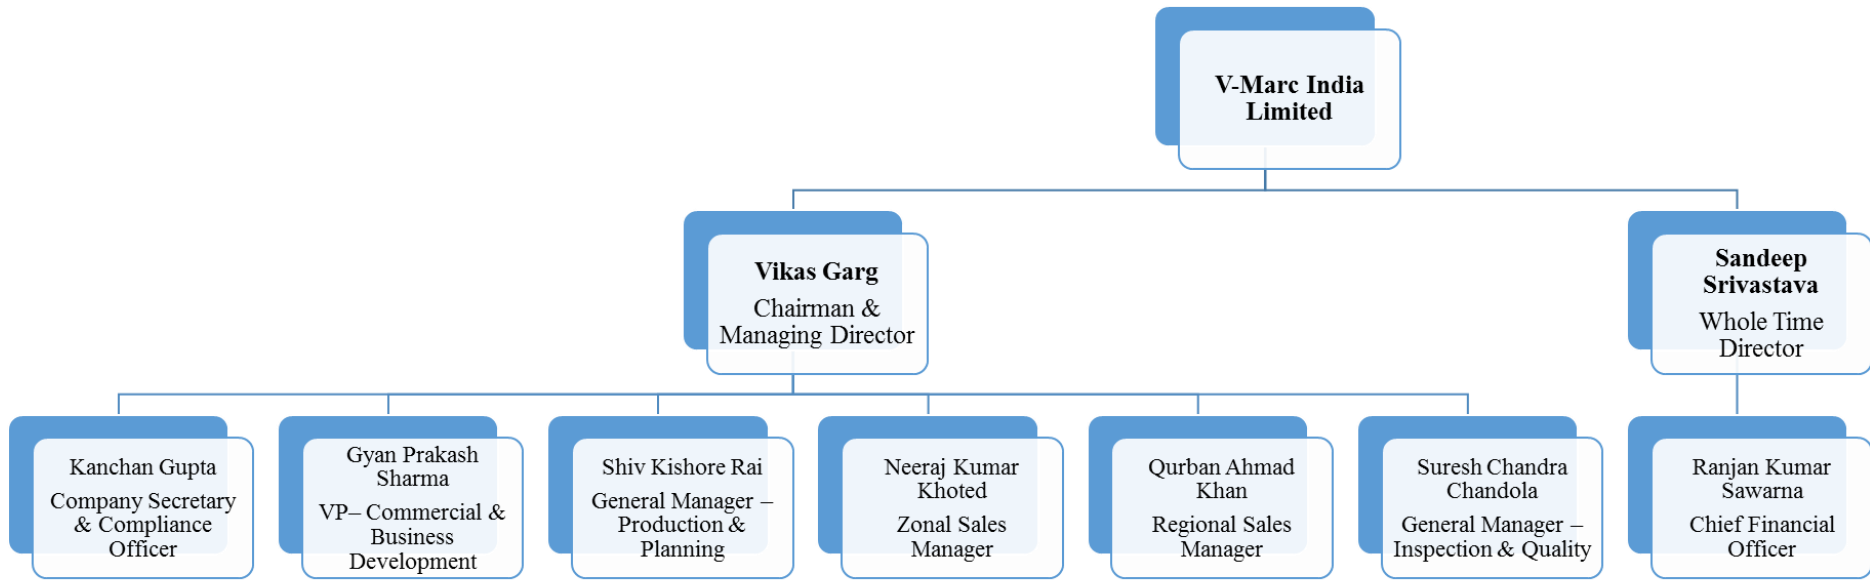 V-Marc India
Limited
Vikas Garg
Chairman &
Managing Director
Sandeep
Srivastava
Whole Time
Director
Kanchan Gupta
Company Secretary
& Compliance
Officer
Gyan Prakash
Sharma
VP– Commercial &
Business
Development
Shiv Kishore Rai
General Manager –
Production &
Planning
Neeraj Kumar
Khoted
Zonal Sales
Manager
Qurban Ahmad
Khan
Regional Sales
Manager
Suresh Chandra
Chandola
General Manager –
Inspection & Quality
Ranjan Kumar
Sawarna
Chief Financial
Officer